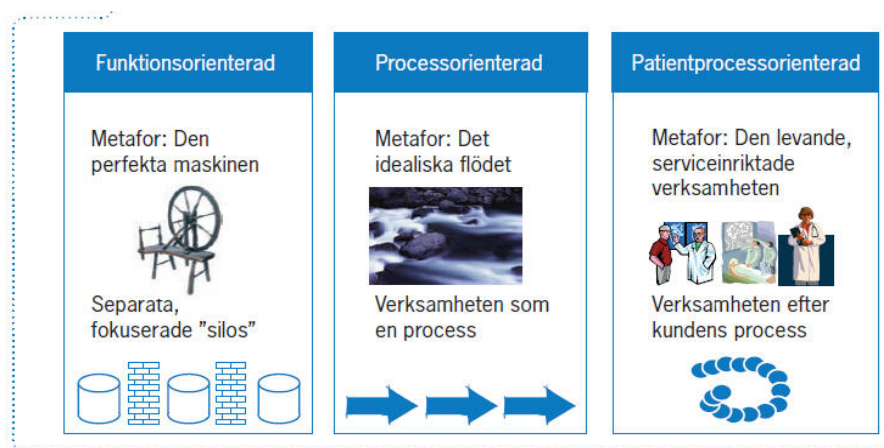 Funktionsorienterad
Metafor: Den
perfekta maskinen
Separata,
fokuserade ”silos”
Processorienterad
Metafor: Det
idealiska flödet
Verksamheten som
en process
Patientprocessorienterad
Metafor: Den levande,
serviceinriktade
verksamheten
Verksamheten efter
kundens process